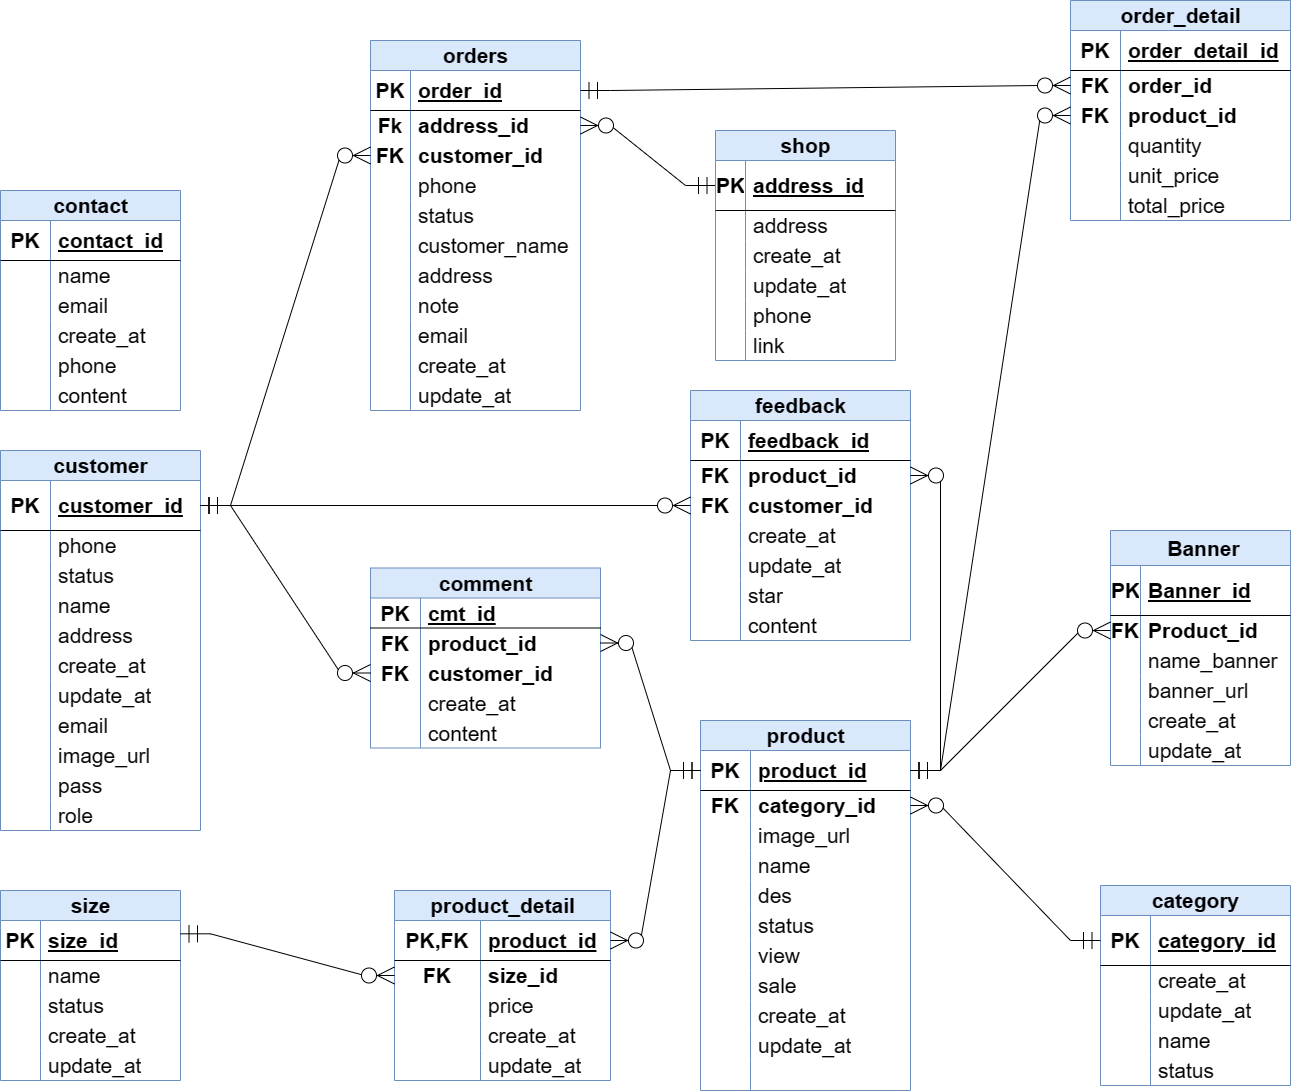 order_detail
PK order_detail_id
FK order_id
FK product_id
quantity
unit_price
total_price
orders
PK order_id
Fk address_id
FK customer_id
phone
status
customer_name
address
note
email
create_at
update_at
shop
PK address_id
address
create_at
update_at
phone
link
contact
PK contact_id
name
email
create_at
phone
content
feedback
PK feedback_id
FK product_id
FK customer_id
create_at
update_at
star
content
customer
PK customer_id
phone
status
name
address
create_at
update_at
email
image_url
pass
role
comment
PK cmt_id
FK product_id
FK customer_id
create_at
content
Banner
PK Banner_id
FK Product_id
name_banner
banner_url
create_at
update_at
product
PK product_id
FK category_id
image_url
name
des
status
view
sale
create_at
update_at
size
PK size_id
name
status
create_at
update_at
product_detail
PK,FK product_id
FK size_id
price
create_at
update_at
category
PK category_id
create_at
update_at
name
status